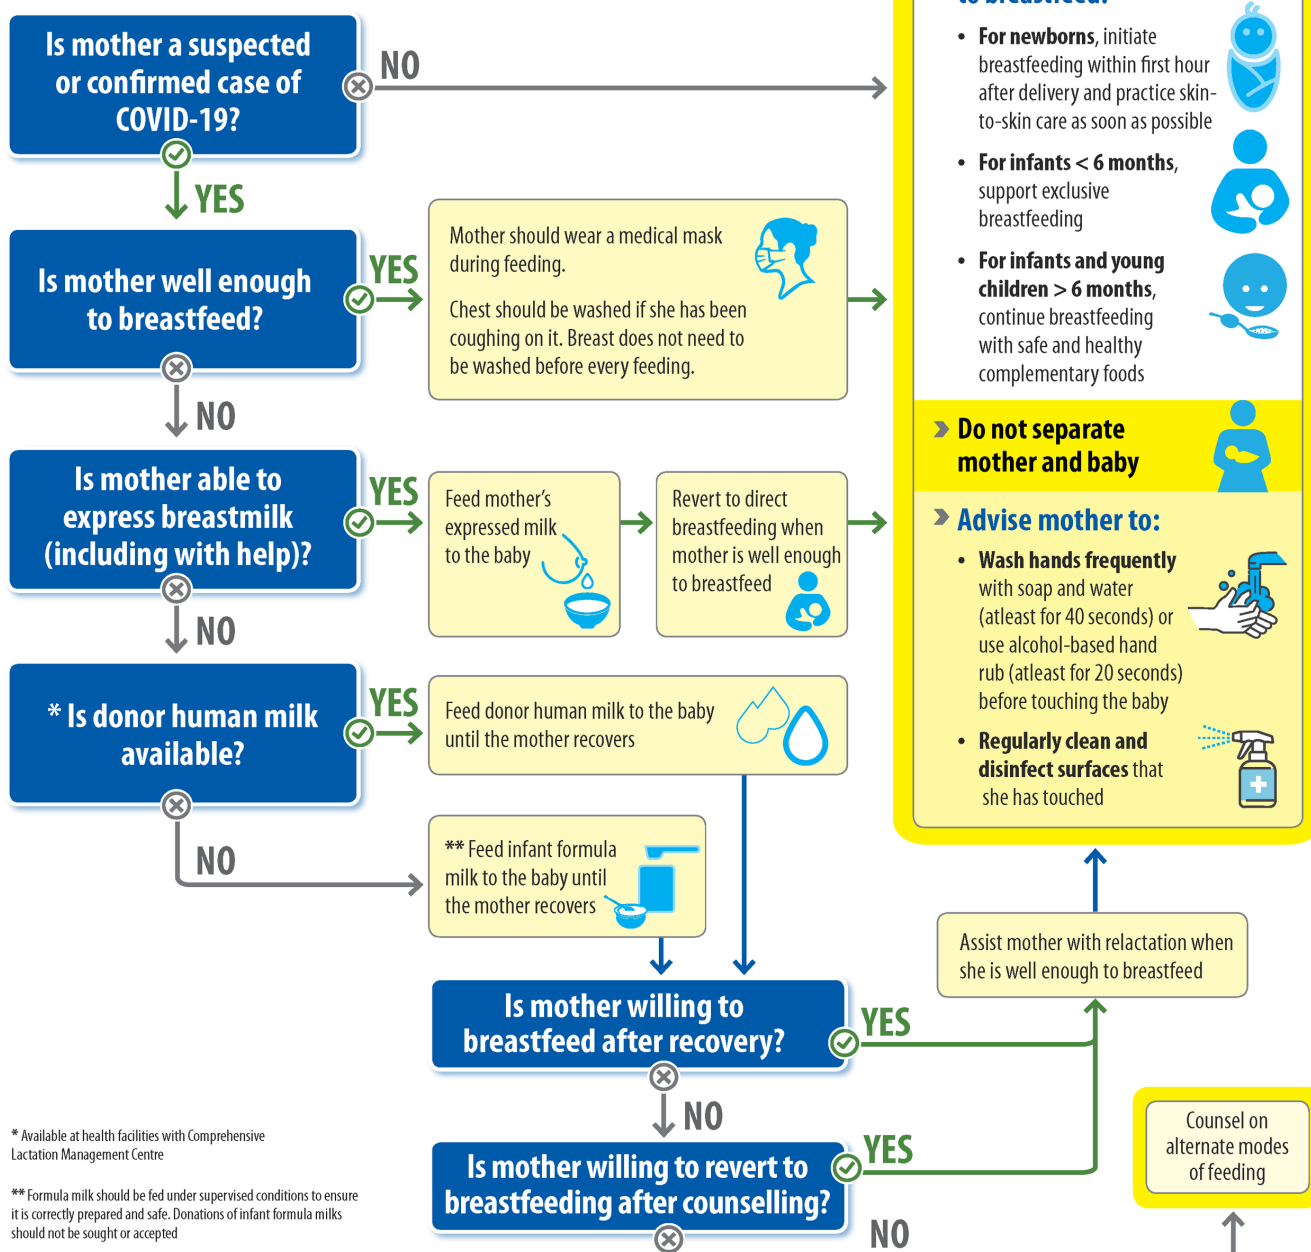 Is mother a suspected
or confirmed case of
COVID-19?
NO
YES
Is mother well enough
to breastfeed?
YES
Mother should wear a medical mask
during feeding.
Chest should be washed if she has been
coughing on it. Breast does not need to
be washed before every feeding.
NO
Is mother able to
express breastmilk
(including with help)?
YES
Feed mother's
expressed milk
to the baby
Revert to direct
breastfeeding when
mother is well enough
to breastfeed
NO
* Is donor human milk
available?
YES
Feed donor human milk to the baby
until the mother recovers
NO
** Feed infant formula
milk to the baby until
the mother recovers
Is mother willing to
breastfeed after recovery?
YES
NO
Is mother willing to revert to
breastfeeding after counselling?
YES
NO
Assist mother with relactation when
she is well enough to breastfeed
Counsel on
alternate modes
of feeding
to breastfeed:
• For newborns, initiate
breastfeeding within first hour
after delivery and practice skin-
to-skin care as soon as possible
• For infants < 6 months,
support exclusive
breastfeeding
• For infants and young
children > 6 months,
continue breastfeeding
with safe and healthy
complementary foods
Do not separate
mother and baby
Advise mother to:
• Wash hands frequently
with soap and water
(atleast for 40 seconds) or
use alcohol-based hand
rub (atleast for 20 seconds)
before touching the baby
• Regularly clean and
disinfect surfaces that
she has touched
* Available at health facilities with Comprehensive
Lactation Management Centre
** Formula milk should be fed under supervised conditions to ensure
it is correctly prepared and safe. Donations of infant formula milks
should not be sought or accepted